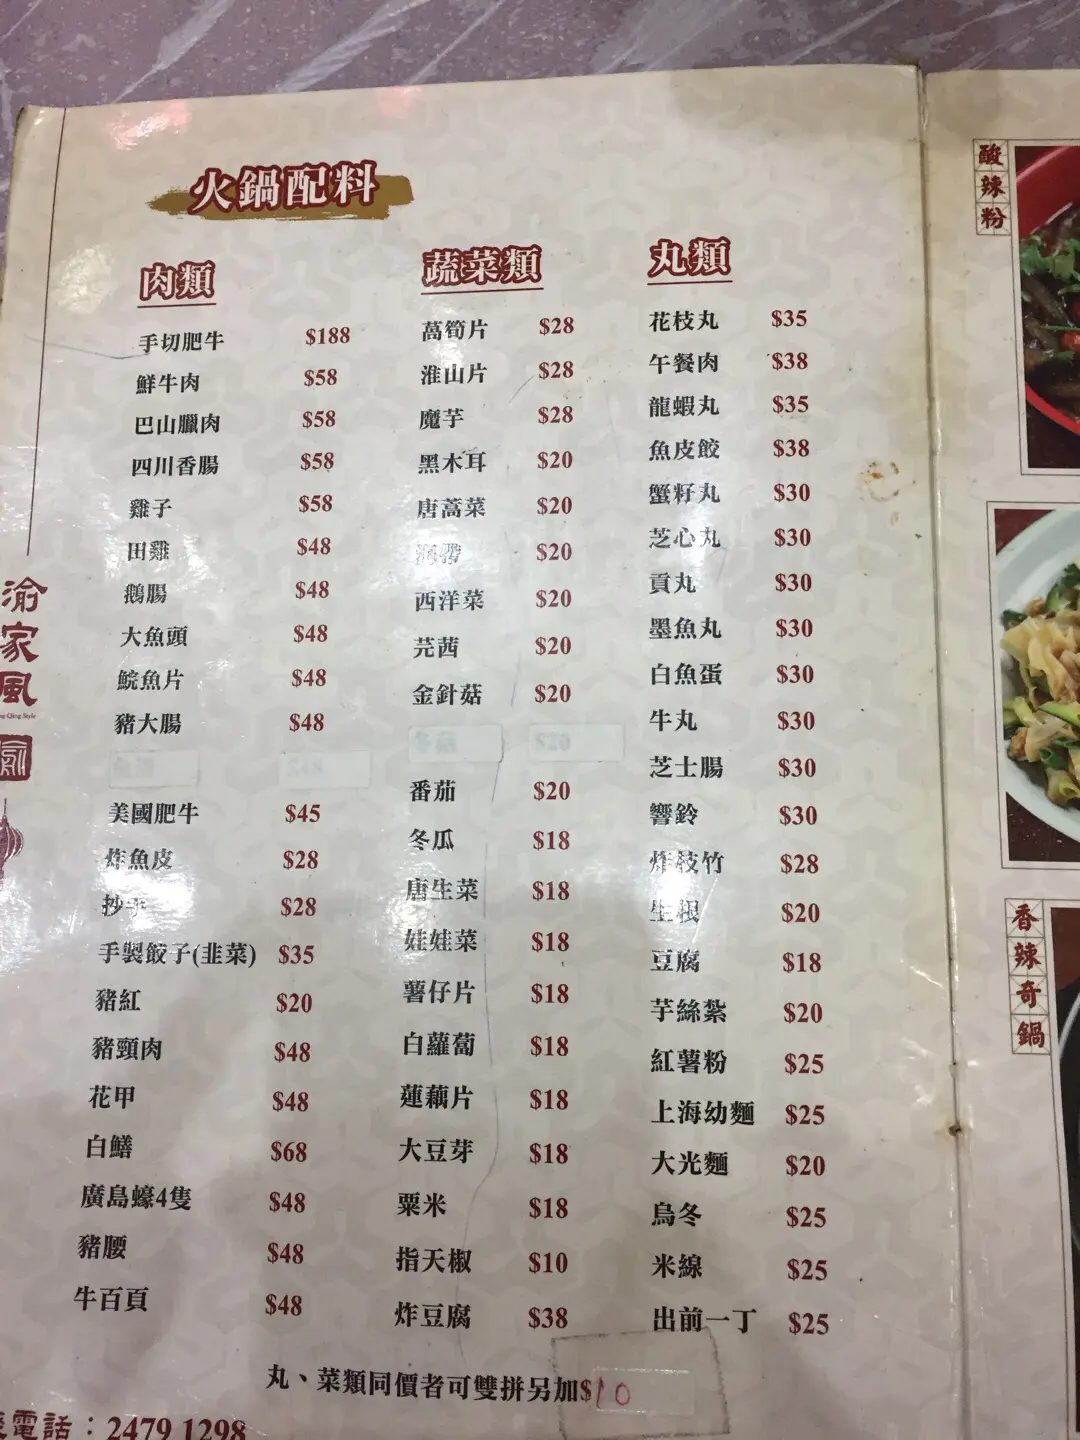 火鍋配料
肉類
手切肥牛 $188
鮮牛肉 $58
巴山臘肉 $58
四川香腸 $58
雞子 $58
田雞 $48
鵝腸 $48
大魚頭 $48
鯇魚片 $48
豬大腸 $48
美國肥牛 $45
炸魚皮 $28
$28
手製餃子(韭菜) $35
豬紅 $20
豬頸肉 $48
花甲 $48
白鱔 $68
廣島蠔4隻 $48
豬腰 $48
牛百頁 $48
蔬菜類
萵筍片 $28
淮山片 $28
魔芋 $28
黑木耳 $20
唐蒿菜 $20
海帶 $20
西洋菜 $20
芫茜 $20
金針菇 $20
$20
番茄 $20
冬瓜 $18
唐生菜 $18
娃娃菜 $18
薯仔片 $18
白蘿蔔 $18
蓮藕片 $18
大豆芽 $18
粟米 $18
指天椒 $10
炸豆腐 $38
丸類
花枝丸 $35
午餐肉 $38
龍蝦丸 $35
魚皮餃 $38
蟹籽丸 $30
芝心丸 $30
貢丸 $30
墨魚丸 $30
白魚蛋 $30
牛丸 $30
芝士腸 $30
響鈴 $30
炸枝竹 $28
生根 $20
豆腐 $18
芋絲紮 $20
紅薯粉 $25
上海幼麵 $25
大光麵 $20
烏冬 $25
米線 $25
出前一丁 $25
丸、菜類同價者可雙拼另加$10
電話：2479 1298
渝家風
渝
酸辣粉
香辣奇鍋